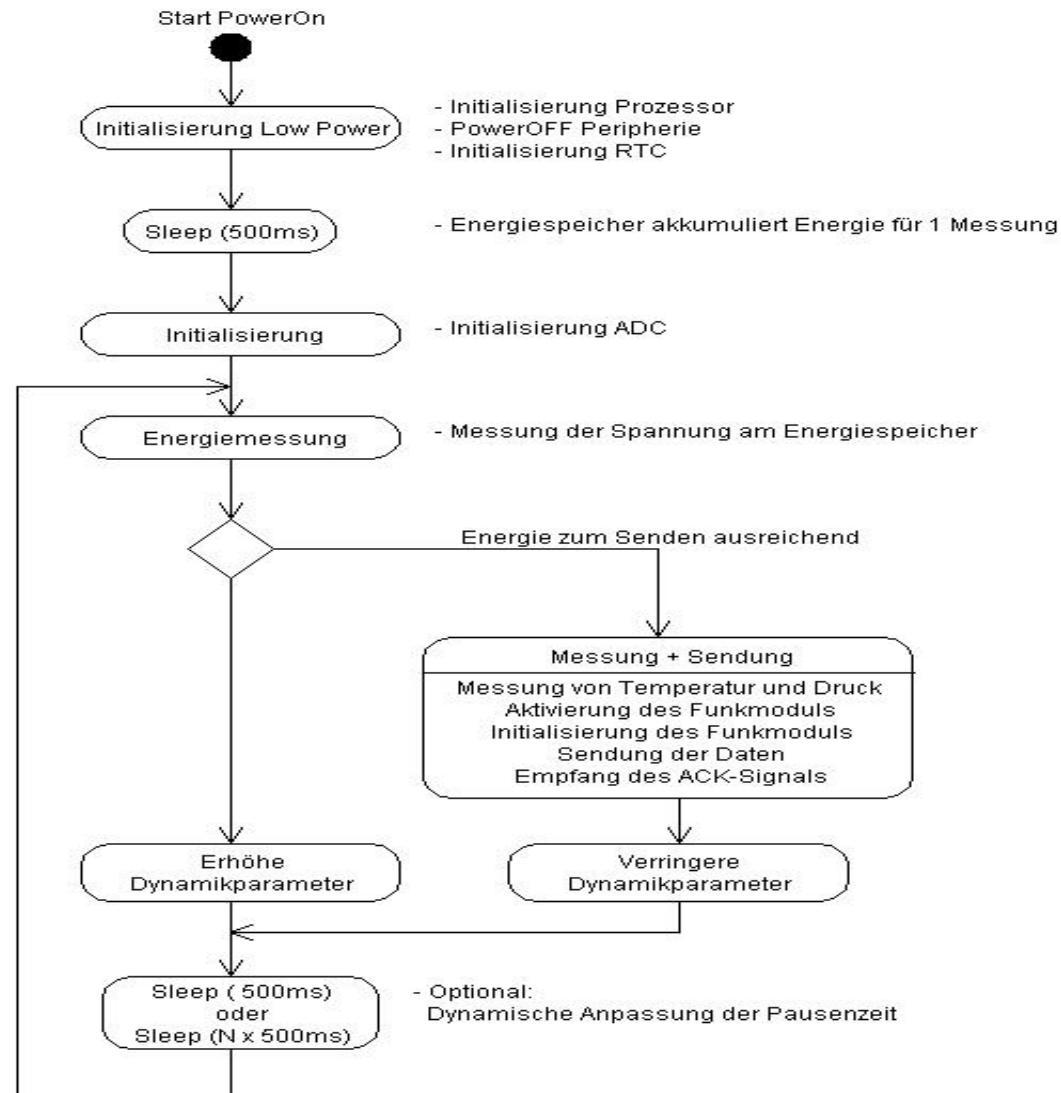 Start PowerOn
Initialisierung Low Power
- Initialisierung Prozessor
- PowerOFF Peripherie
- Initialisierung RTC
Sleep (500ms)
- Energiespeicher akkumuliert Energie für 1 Messung
Initialisierung
- Initialisierung ADC
Energiemessung
- Messung der Spannung am Energiespeicher
Energie zum Senden ausreichend
Messung + Sendung
Messung von Temperatur und Druck
Aktivierung des Funkmoduls
Initialisierung des Funkmoduls
Sendung der Daten
Empfang des ACK-Signals
Erhöhe
Dynamikparameter
Verringere
Dynamikparameter
Sleep ( 500ms)
oder
Sleep (N x 500ms)
- Optional:
Dynamische Anpassung der Pausenzeit